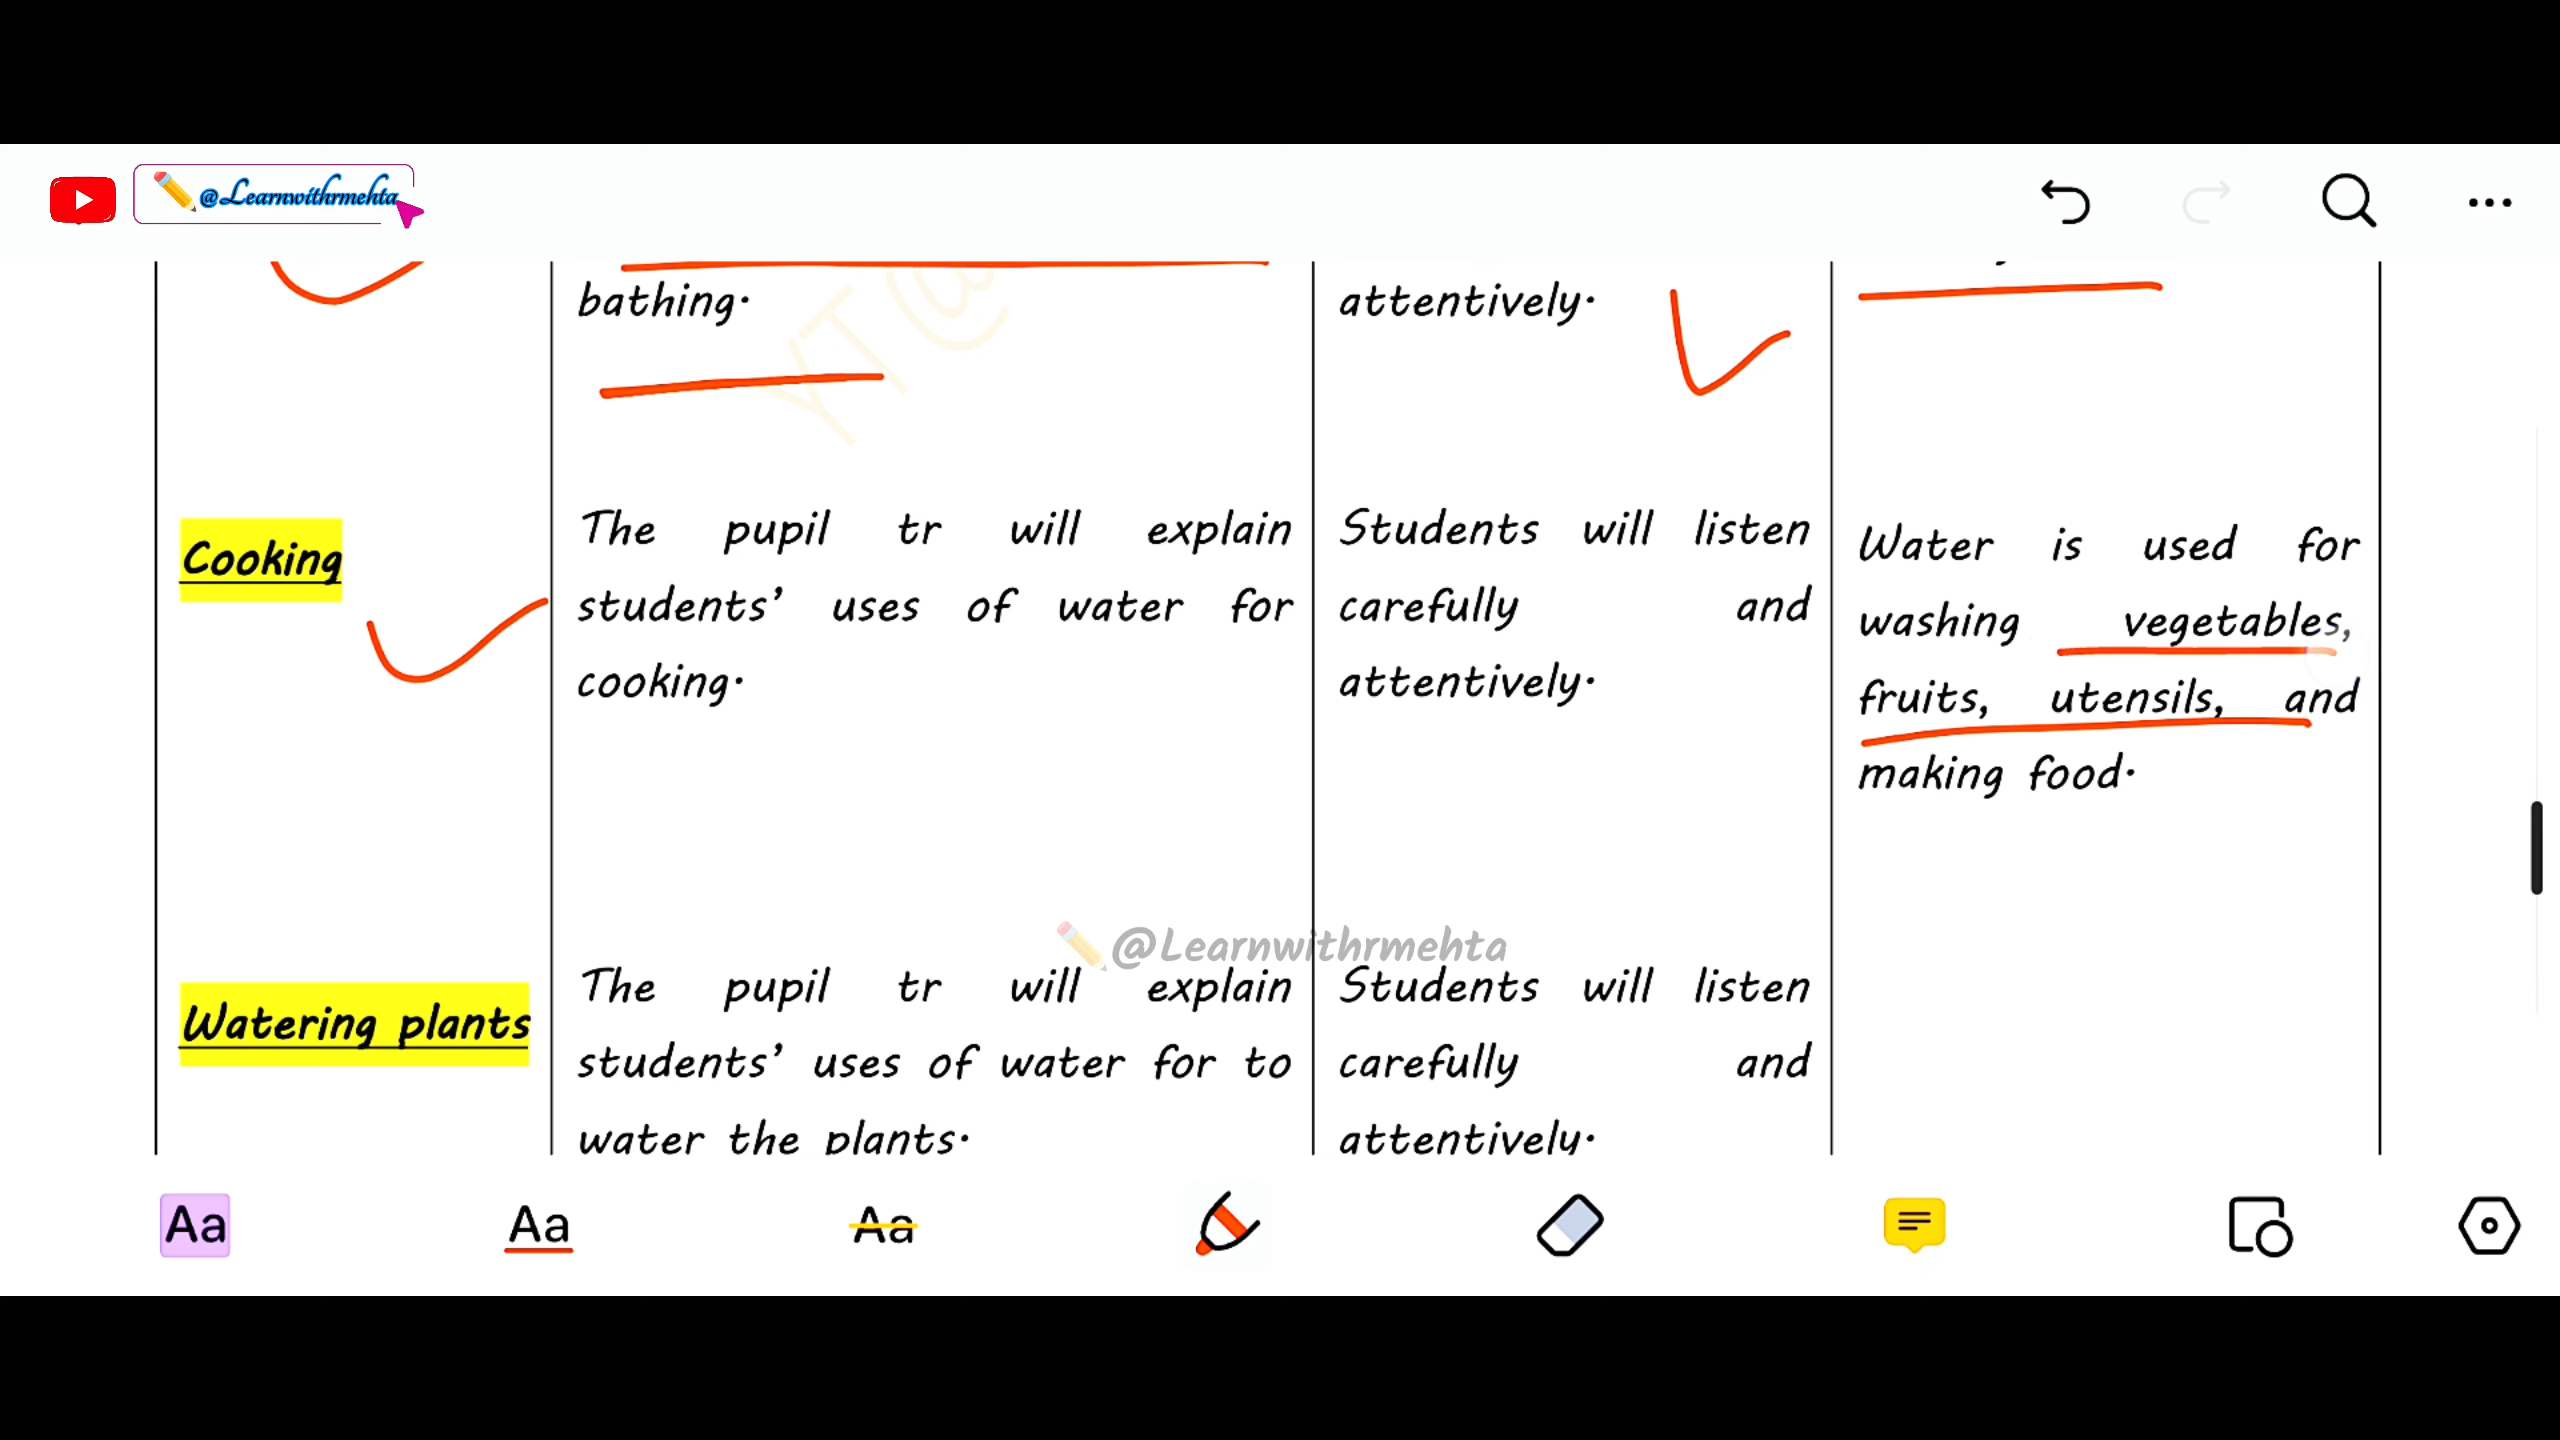 @Learnwithrmehta
bathing.
attentively.
YT@
Cooking
The pupil tr will explain
students' uses of water for
cooking.
Students will listen
carefully and
attentively.
Water is used for
washing vegetables,
fruits, utensils, and
making food.
@Learnwithrmehta
Watering plants
The pupil tr will explain
students' uses of water for to
water the plants.
Students will listen
carefully and
attentively.
Aa
Aa
Aa